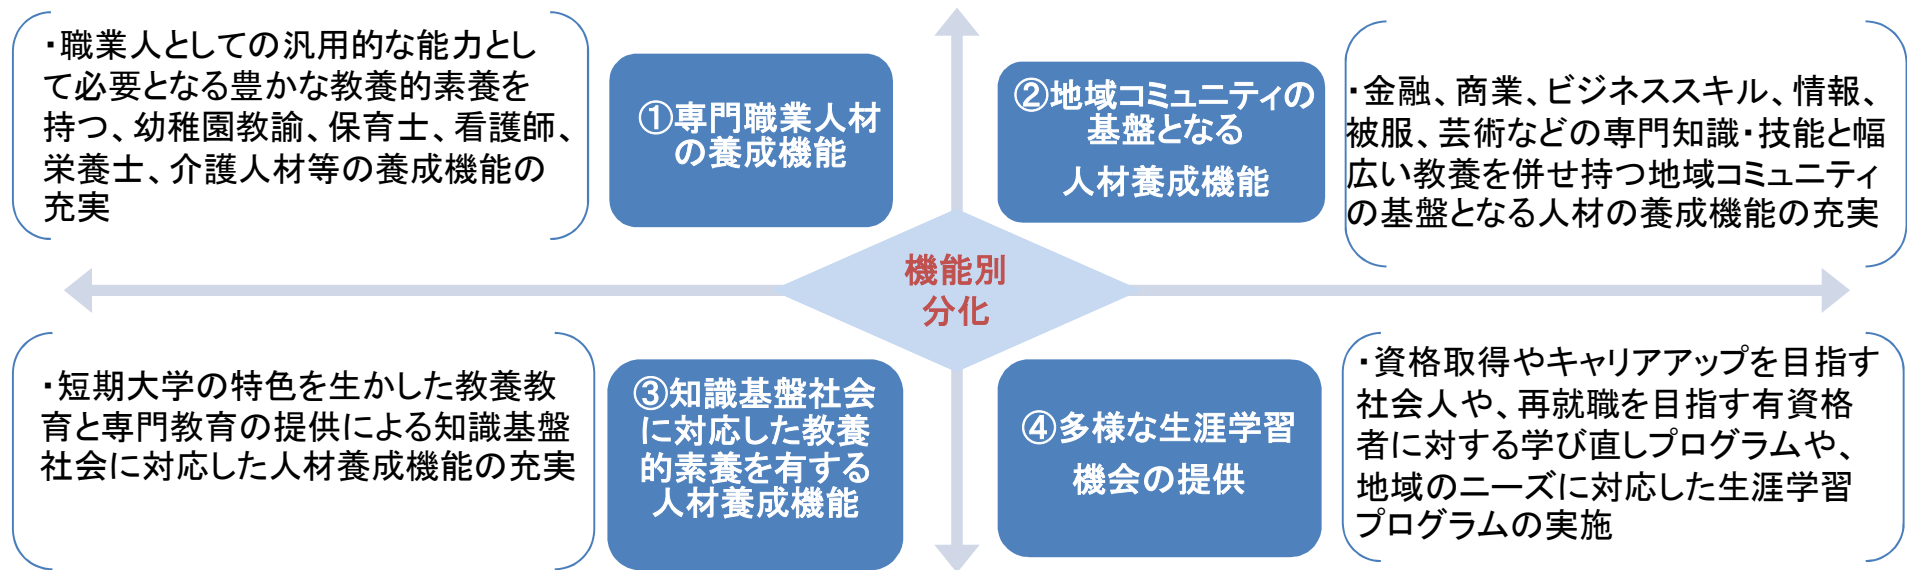 ・職業人としての汎用的な能力とし
て必要となる豊かな教養的素養を
持つ、幼稚園教諭、保育士、看護師、
栄養士、介護人材等の養成機能の
充実
①専門職業人材
の養成機能
②地域コミュニティの
基盤となる
人材養成機能
・金融、商業、ビジネススキル、情報、
被服、芸術などの専門知識・技能と幅
広い教養を併せ持つ地域コミュニティ
の基盤となる人材の養成機能の充実
機能別
分化
・短期大学の特色を生かした教養教
育と専門教育の提供による知識基盤
社会に対応した人材養成機能の充実
③知識基盤社会
に対応した教養
的素養を有する
人材養成機能
④多様な生涯学習
機会の提供
・資格取得やキャリアアップを目指す
社会人や、再就職を目指す有資格
者に対する学び直しプログラムや、
地域のニーズに対応した生涯学習
プログラムの実施